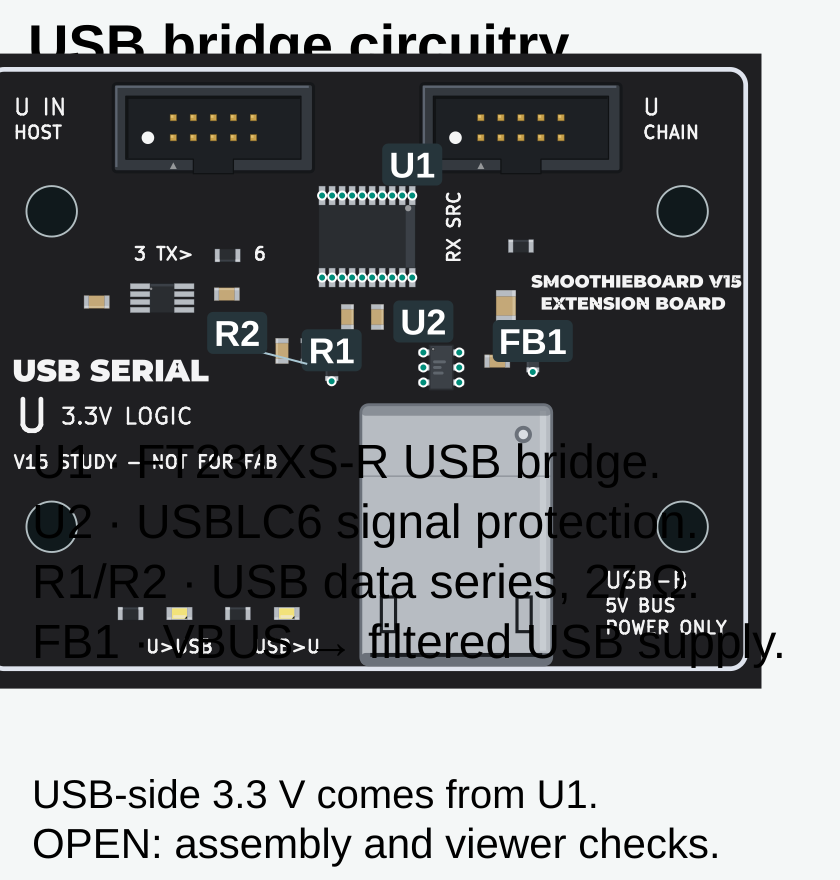 USB bridge circuitry
U IN
HOST
U
CHAIN
U1
RX SRC
3 TX>
6
SMOOTHIEBOARD V15
EXTENSION BOARD
R2
R1
U2
FB1
USB SERIAL
U 3.3V LOGIC
V15 STUDY — NOT FOR FAB
U1 · FT231XS-R USB bridge.
U2 · USBLC6 signal protection.
R1/R2 · USB data series, 27 Ω.
FB1 · VBUS → filtered USB supply.
USB-B
5V BUS
POWER ONLY
U>USB
USB>U
USB-side 3.3 V comes from U1.
OPEN: assembly and viewer checks.